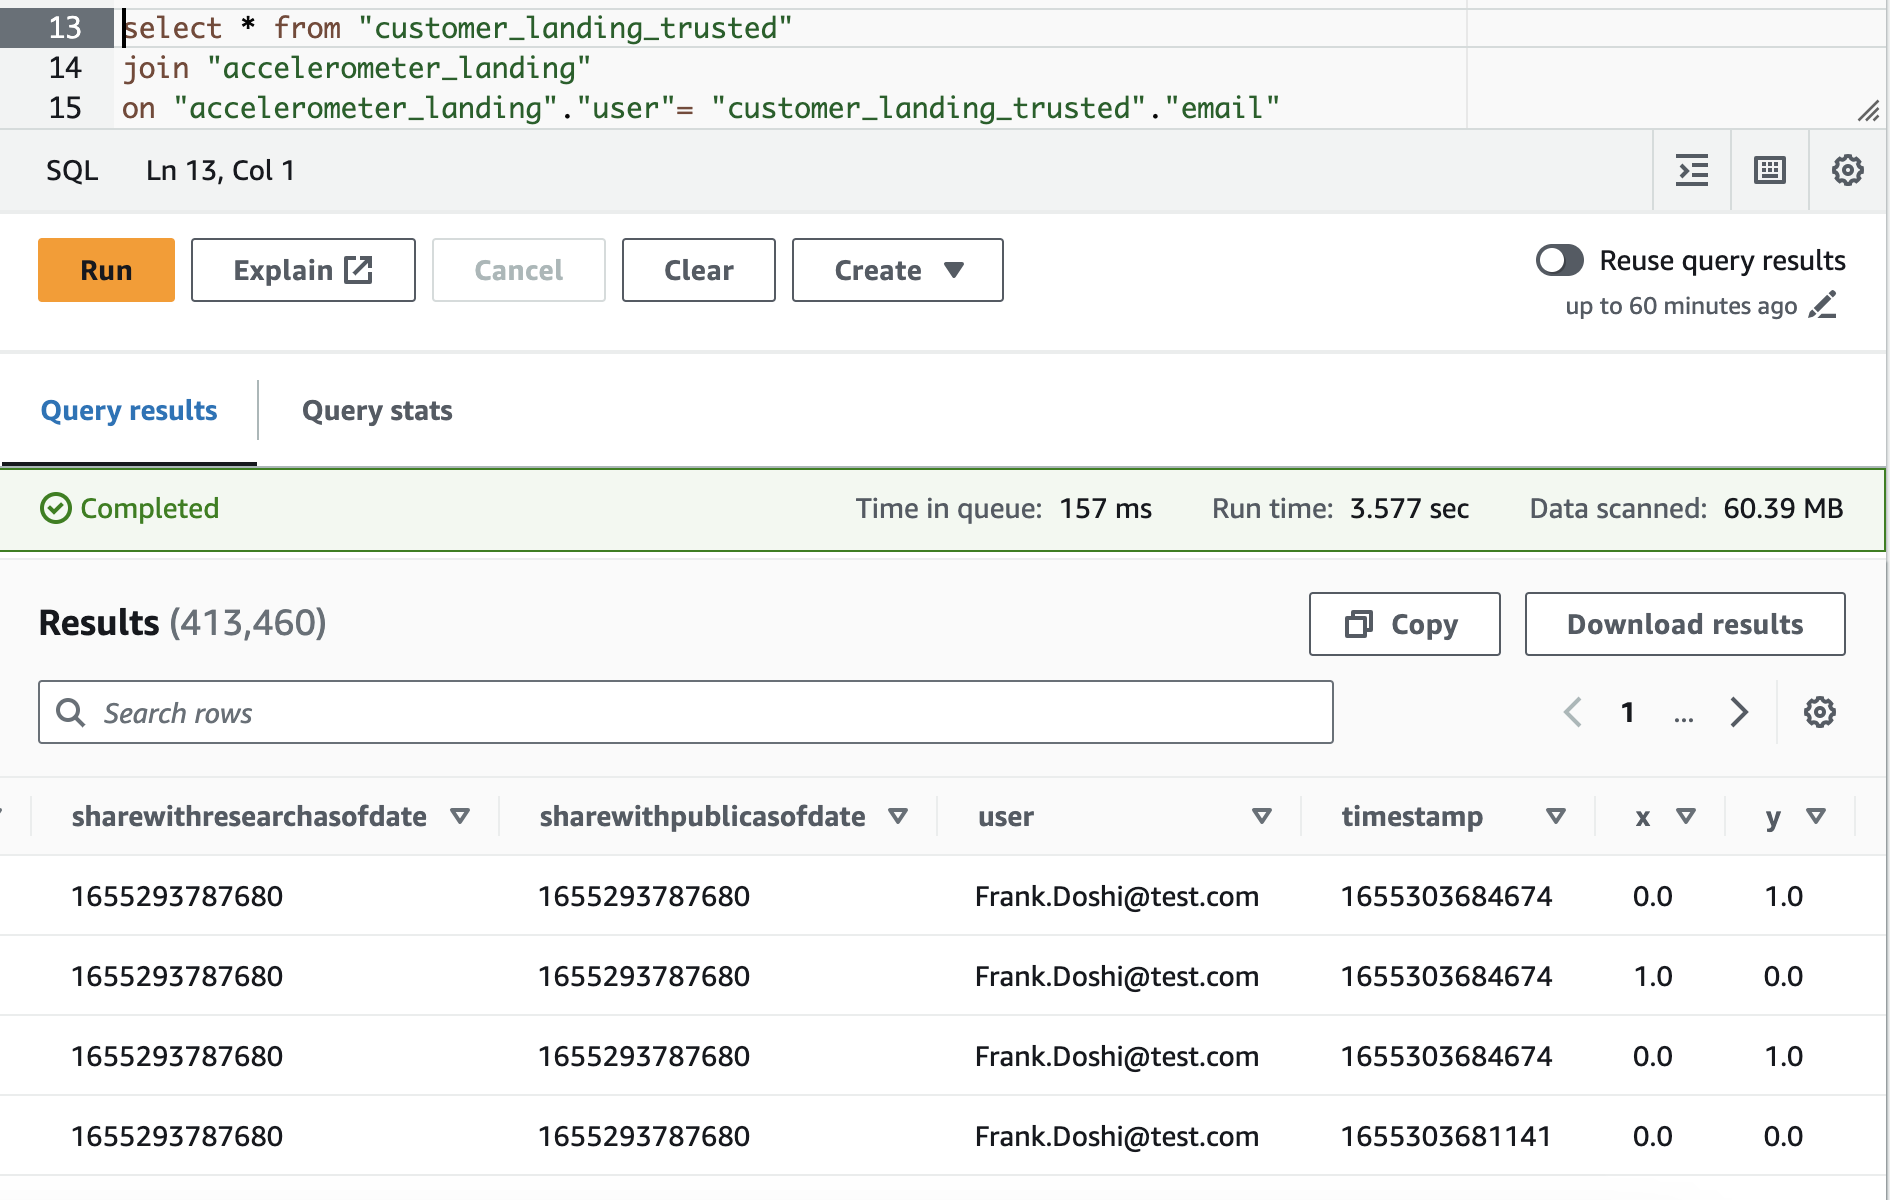 13 select * from "customer_landing_trusted"
14 join "accelerometer_landing"
15 on "accelerometer_landing"."user"= "customer_landing_trusted"."email"
SQL Ln 13, Col 1
Run Explain Cancel Clear Create Reuse query results
up to 60 minutes ago
Query results Query stats
Completed Time in queue: 157 ms Run time: 3.577 sec Data scanned: 60.39 MB
Results (413,460) Copy Download results
Search rows 1 ...
sharewithresearchasofdate sharewithpublicasofdate user timestamp x y
1655293787680 1655293787680 Frank.Doshi@test.com 1655303684674 0.0 1.0
1655293787680 1655293787680 Frank.Doshi@test.com 1655303684674 1.0 0.0
1655293787680 1655293787680 Frank.Doshi@test.com 1655303684674 0.0 1.0
1655293787680 1655293787680 Frank.Doshi@test.com 1655303681141 0.0 0.0